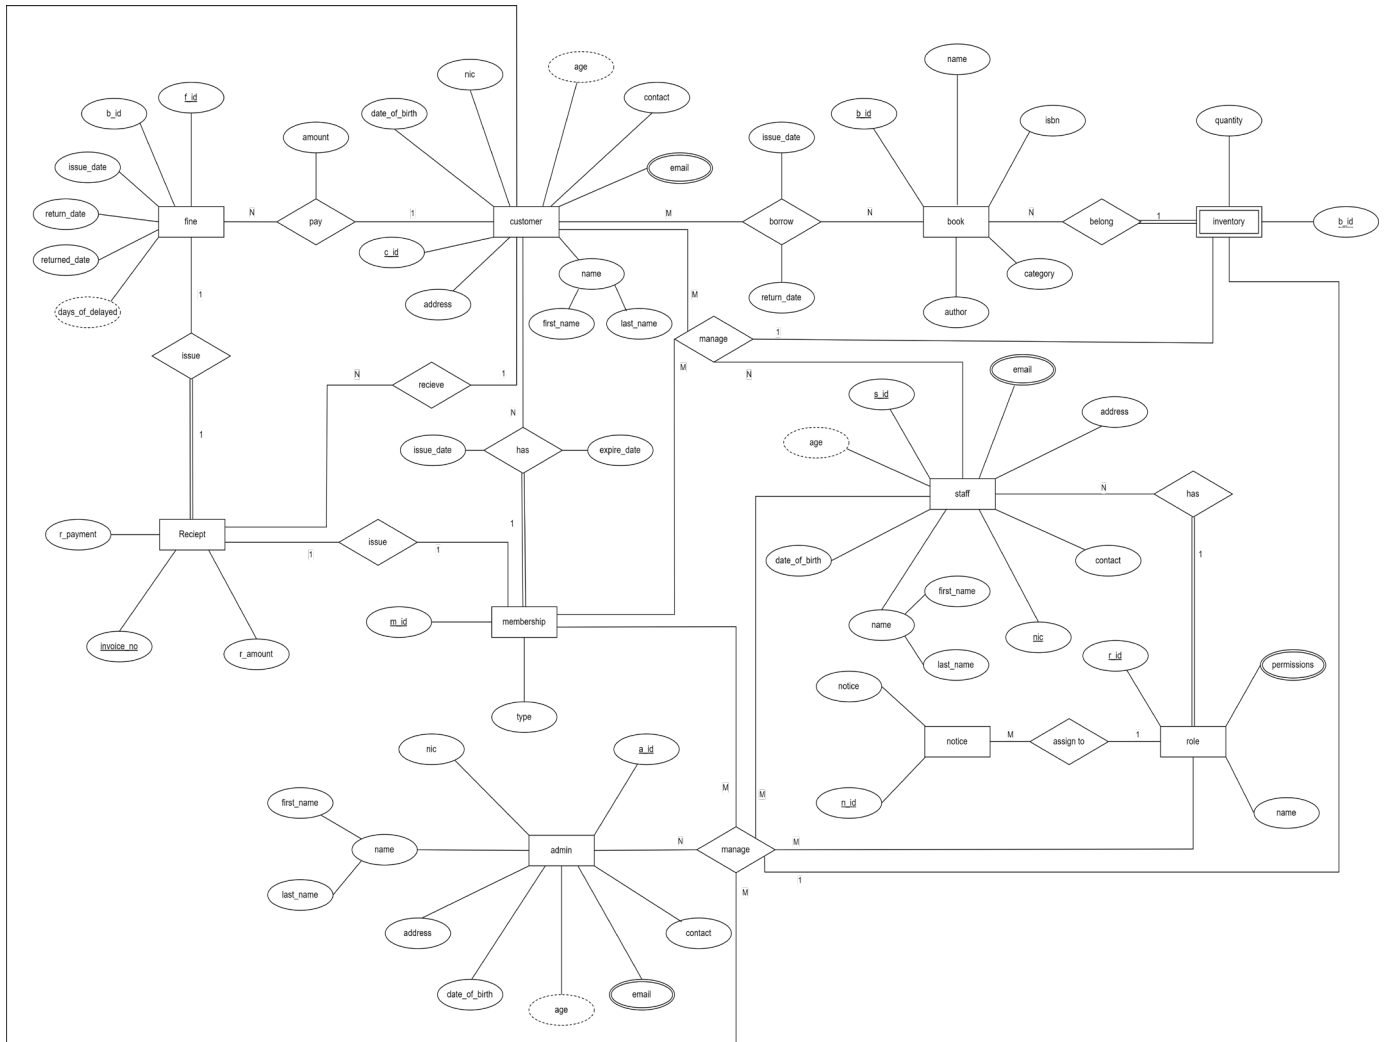 name
age
nic
contact
f_id
date_of_birth
b_id
b_id
isbn
quantity
amount
issue_date
issue_date
email
return_date
fine
N
pay
1
customer
M
borrow
N
book
N
belong
1
inventory
b_id
returned_date
c_id
name
category
days_of_delayed
address
return_date
author
1
M
first_name
last_name
manage
1
issue
M
N
email
recieve
N
1
s_id
address
N
age
issue_date
has
expire_date
1
staff
N
has
1
r_payment
Reciept
issue
1
1
1
date_of_birth
contact
first_name
m_id
membership
name
nic
invoice_no
r_amount
last_name
r_id
permissions
notice
type
notice
M
assign to
1
role
nic
a_id
M
M
first_name
n_id
name
name
admin
N
manage
M
1
last_name
M
address
contact
date_of_birth
email
age